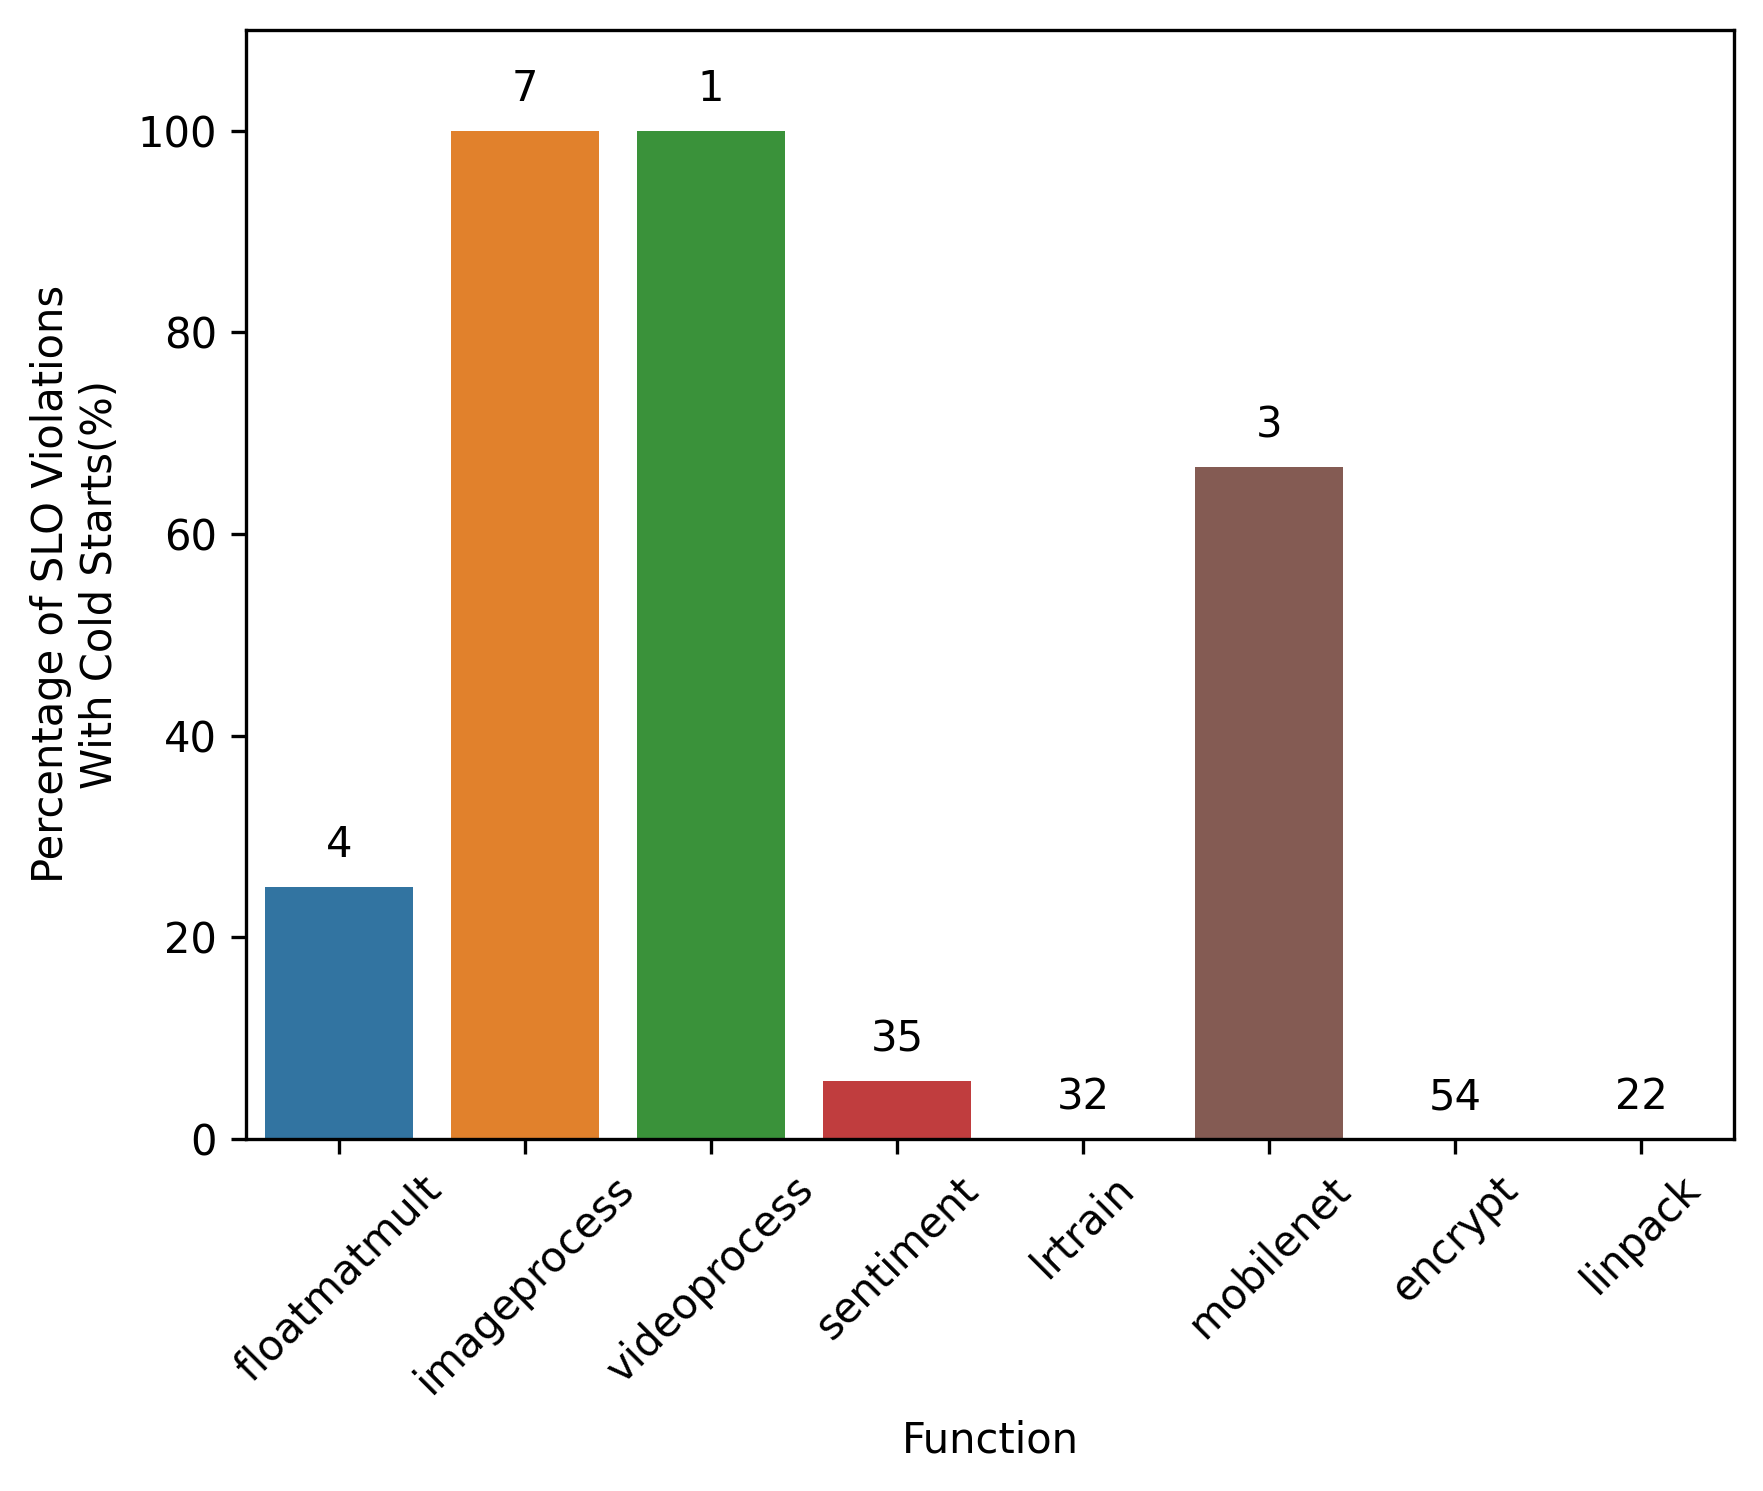 7
1
100
80
3
60
40
4
20
35
32
54
22
0
Percentage of SLO Violations
With Cold Starts(%)
floatmatmult
imageprocess
videoprocess
sentiment
lrtrain
mobilenet
encrypt
linpack
Function